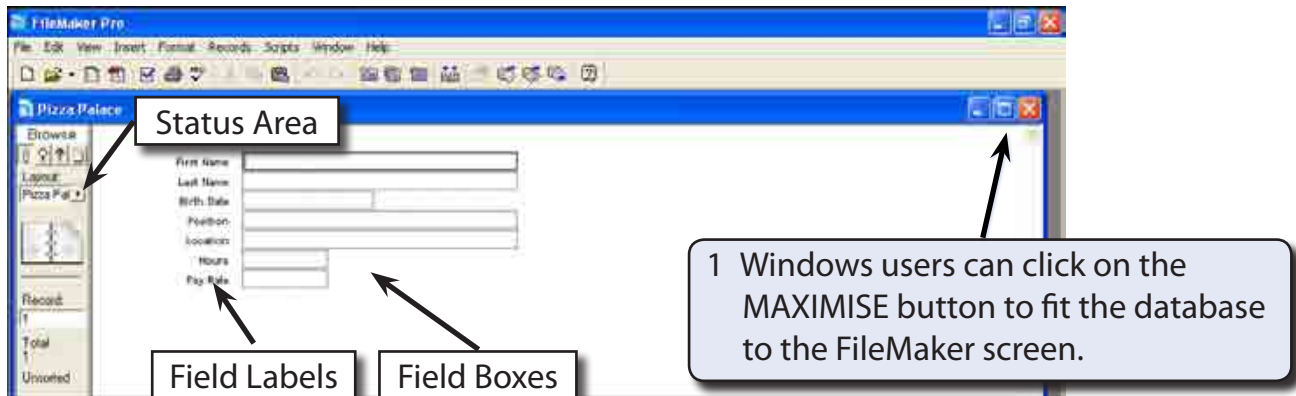 FileMaker Pro
File Edit View Insert Format Records Scripts Window Help
Pizza Palace
Browse
Status Area
Layout:
Pizza Pal
First Name
Last Name
Birth Date
Position
Location
Hours
Pay Rate
Record:
1
Total
1
Unsorted
Field Labels
Field Boxes
1 Windows users can click on the
MAXIMISE button to fit the database
to the FileMaker screen.